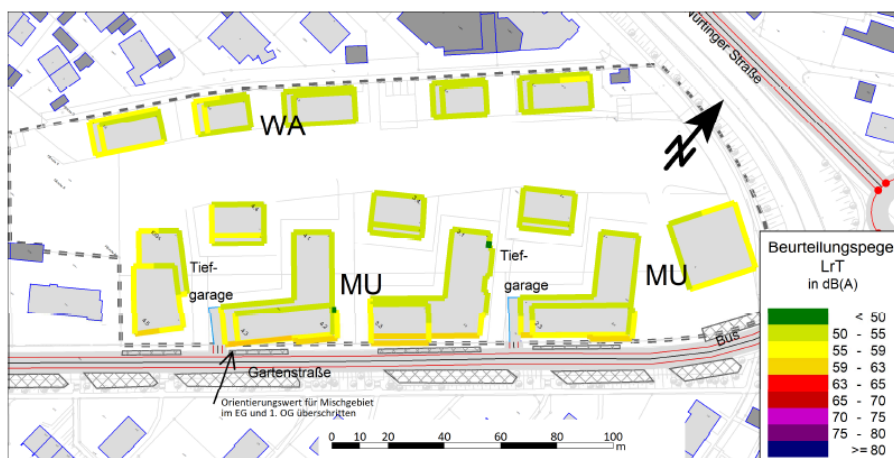 Nürtinger Straße
WA
Tief-
garage
MU
Tief-
garage
MU
Bus
Gartenstraße
Orientierungswert für Mischgebiet
im EG und 1. OG überschritten
0 10 20 40 60 80 100
m
Beurteilungspege
LrT
in dB(A)
< 50
50 - 55
55 - 59
59 - 63
63 - 65
65 - 70
70 - 75
75 - 80
>= 80